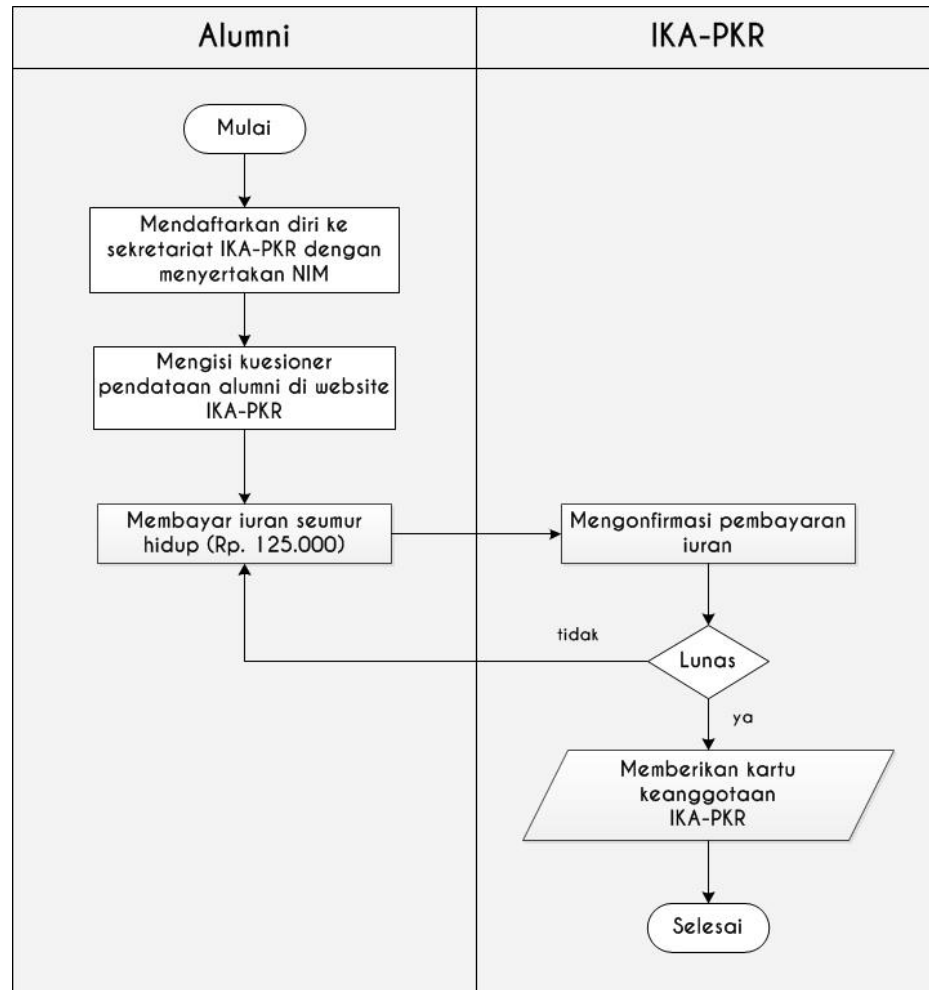 Alumni
IKA-PKR
Mulai
Mendaftarkan diri ke
sekretariat IKA-PKR dengan
menyertakan NIM
Mengisi kuesioner
pendataan alumni di website
IKA-PKR
Membayar iuran seumur
hidup (Rp. 125.000)
Mengonfirmasi pembayaran
iuran
tidak
Lunas
ya
Memberikan kartu
keanggotaan
IKA-PKR
Selesai